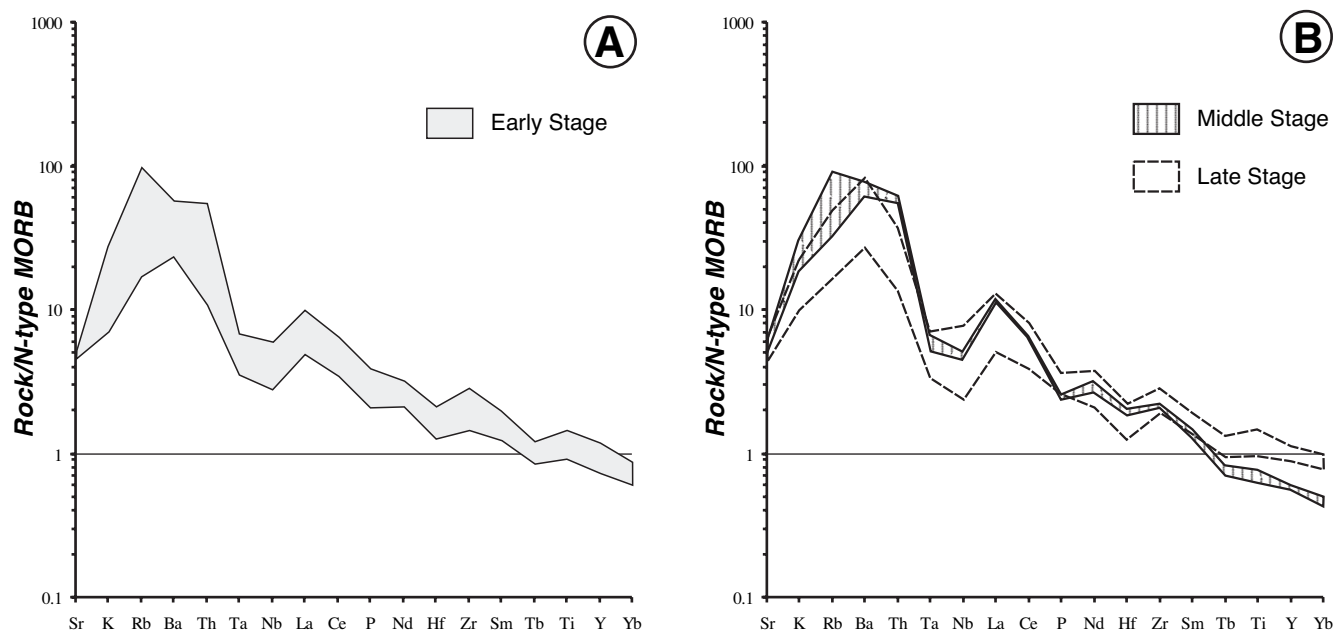 A
Early Stage
Rock/N-type MORB
1000
100
10
1
0.1
Sr K Rb Ba Th Ta Nb La Ce P Nd Hf Zr Sm Tb Ti Y Yb
B
Middle Stage
Late Stage
Rock/N-type MORB
1000
100
10
1
0.1
Sr K Rb Ba Th Ta Nb La Ce P Nd Hf Zr Sm Tb Ti Y Yb